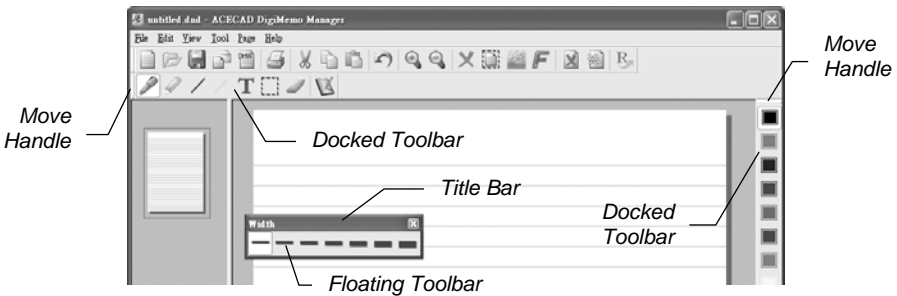 untitled.dnd - ACECAD DigiMemo Manager
File Edit View Tool Page Help
Move
Handle
Move
Handle
Docked Toolbar
Title Bar
Width
Docked
Toolbar
Floating Toolbar